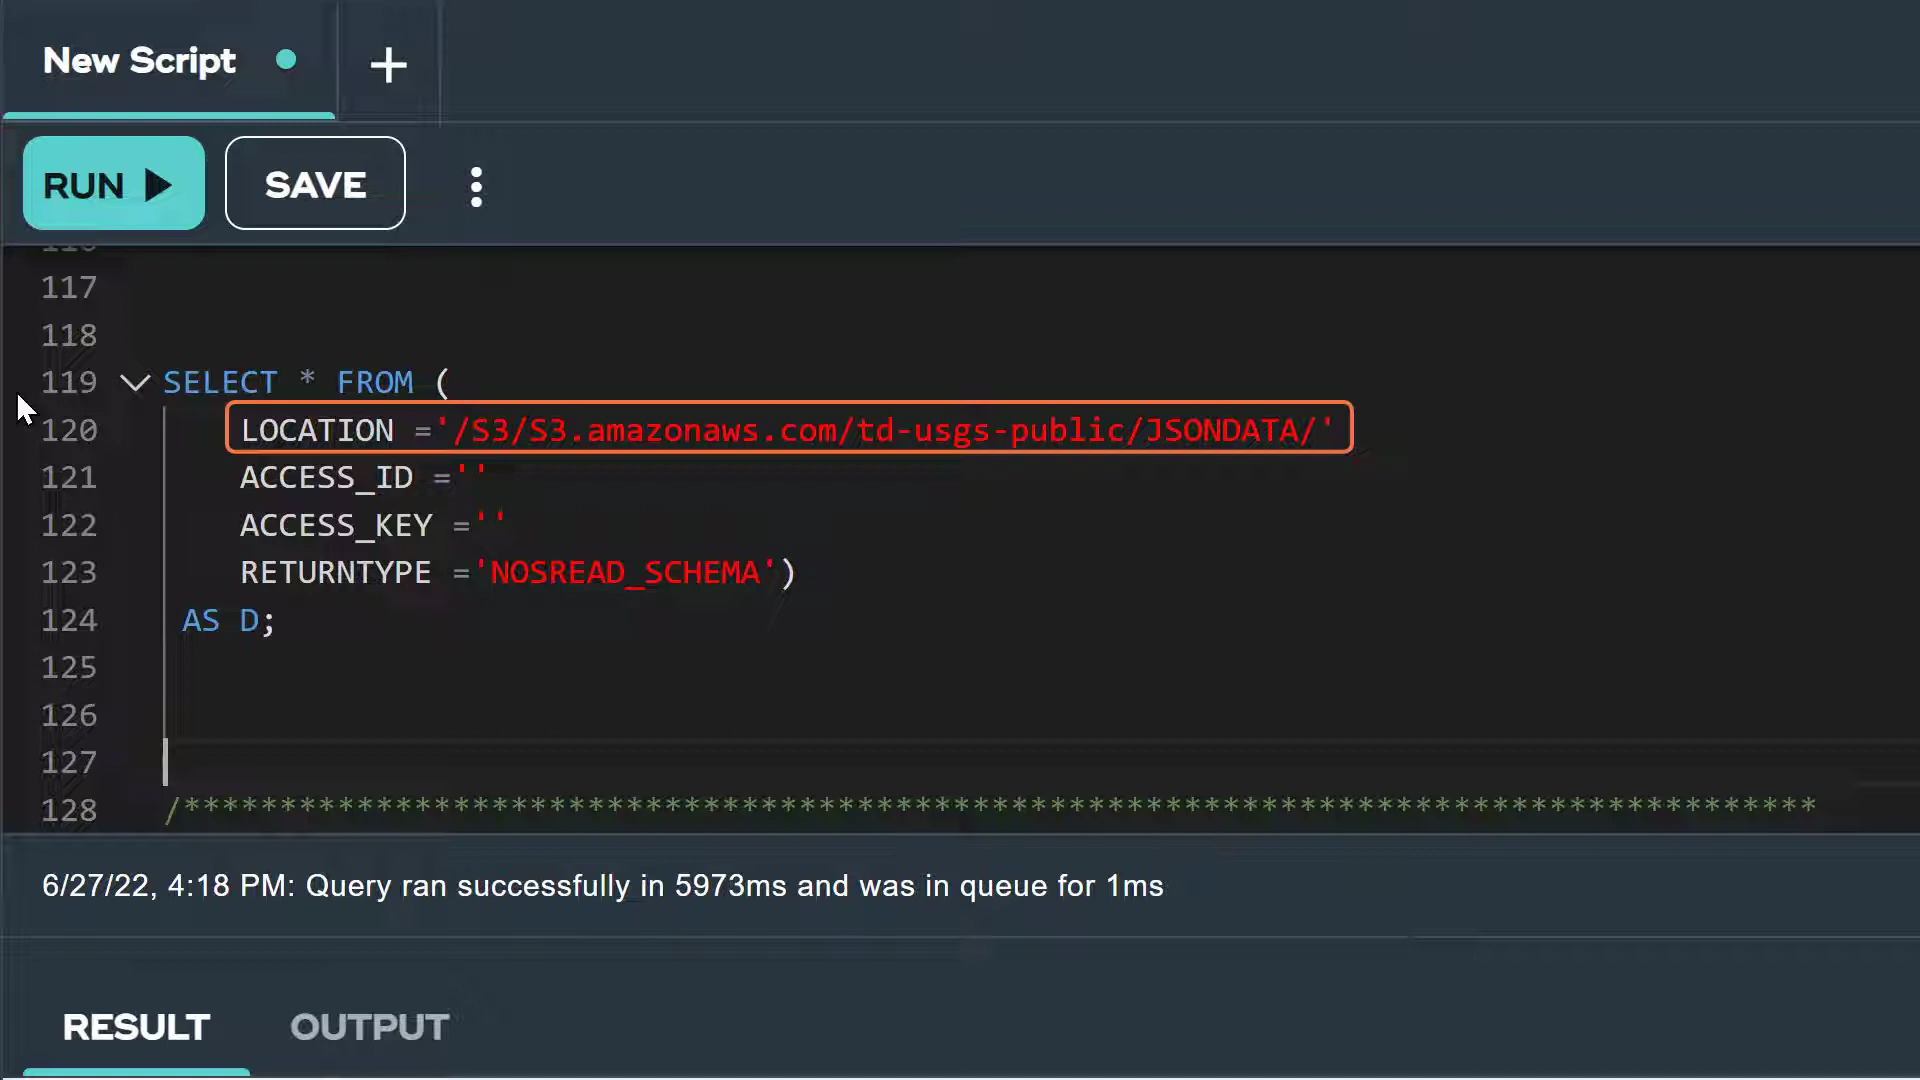 New Script
RUN SAVE
117
118
119 SELECT * FROM (
120 LOCATION ='/S3/S3.amazonaws.com/td-usgs-public/JSONDATA/'
121 ACCESS_ID =''
122 ACCESS_KEY =''
123 RETURNTYPE ='NOSREAD_SCHEMA')
124 AS D;
125
126
127
128 /*************************************************************************************
6/27/22, 4:18 PM: Query ran successfully in 5973ms and was in queue for 1ms
RESULT OUTPUT